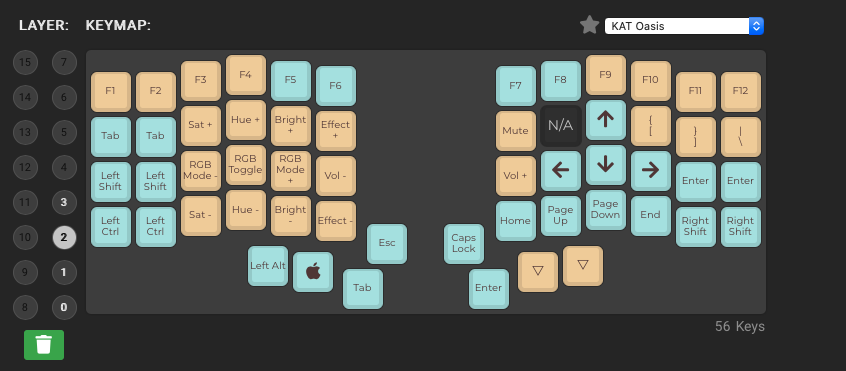 LAYER: KEYMAP: KAT Oasis
15 7
14 6
13 5
12 4
11 3
10 2
9 1
8 0
F1 F2 F3 F4 F5 F6 F7 F8 F9 F10 F11 F12
Tab Tab Sat + Hue + Bright + Effect + Mute N/A { [ } ] | \
Left Shift Left Shift RGB Mode - RGB Toggle RGB Mode + Vol - Vol + Enter Enter
Left Ctrl Left Ctrl Sat - Hue - Bright - Effect - Home Page Up Page Down End Right Shift Right Shift
Esc Caps Lock
Left Alt Tab Enter ▽ ▽
56 Keys